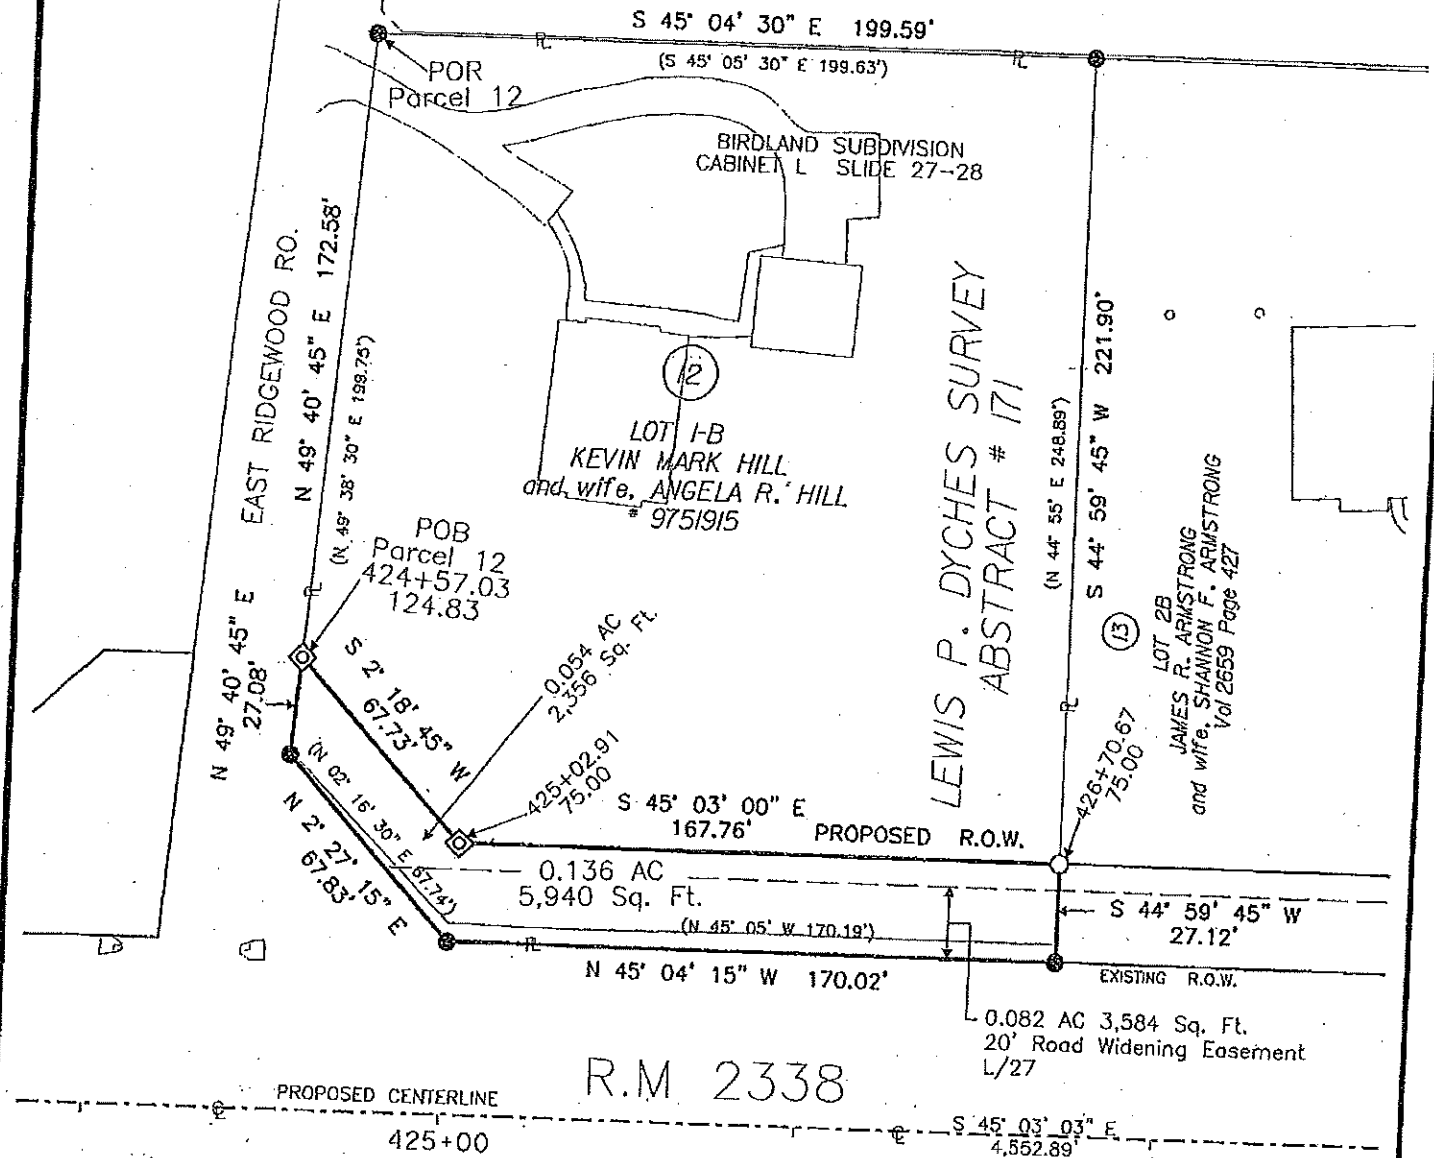 S 45° 04' 30" E 199.59'
(S 45° 05' 30" E 199.63')
POR
Parcel 12
BIRDLAND SUBDIVISION
CABINET L SLIDE 27-28
EAST RIDGEWOOD RO.
N 49° 40' 45" E 172.58'
(N 49° 38' 30" E 199.75')
12
LOT 1-B
KEVIN MARK HILL
and wife, ANGELA R. HILL
# 9751915
LEWIS P. DYCHES SURVEY
ABSTRACT # 171
(N 44° 55' E 248.89')
S 44° 59' 45" W 221.90'
13
LOT 2B
JAMES R. ARMSTRONG
and wife, SHANNON F. ARMSTRONG
Vol 2659 Page 427
POB
Parcel 12
424+57.03
124.83
N 49° 40' 45" E
27.08'
S 2° 18' 45" W
67.73'
0.054 AC
2,356 Sq. Ft.
425+02.91
75.00
426+70.67
75.00
(N 02° 16' 30" E 67.74')
N 2° 27' 15" E
67.83'
S 45° 03' 00" E
167.76'
PROPOSED R.O.W.
0.136 AC
5,940 Sq. Ft.
(N 45° 05' W 170.19')
S 44° 59' 45" W
27.12'
N 45° 04' 15" W 170.02'
EXISTING R.O.W.
0.082 AC 3,584 Sq. Ft.
20' Road Widening Easement
L/27
R.M 2338
PROPOSED CENTERLINE
425+00
S 45° 03' 03" E
4,552.89'